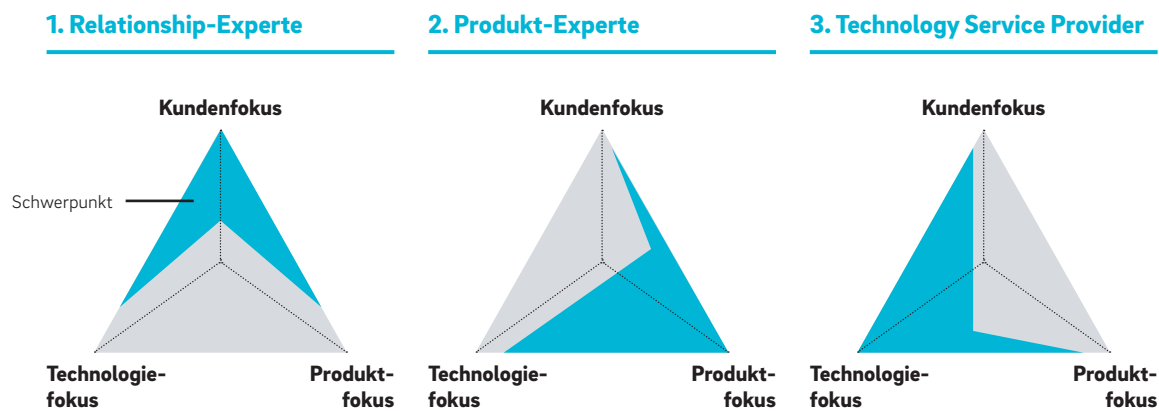 1. Relationship-Experte
2. Produkt-Experte
3. Technology Service Provider
Kundenfokus
Kundenfokus
Kundenfokus
Schwerpunkt
Technologie-
fokus
Produkt-
fokus
Technologie-
fokus
Produkt-
fokus
Technologie-
fokus
Produkt-
fokus